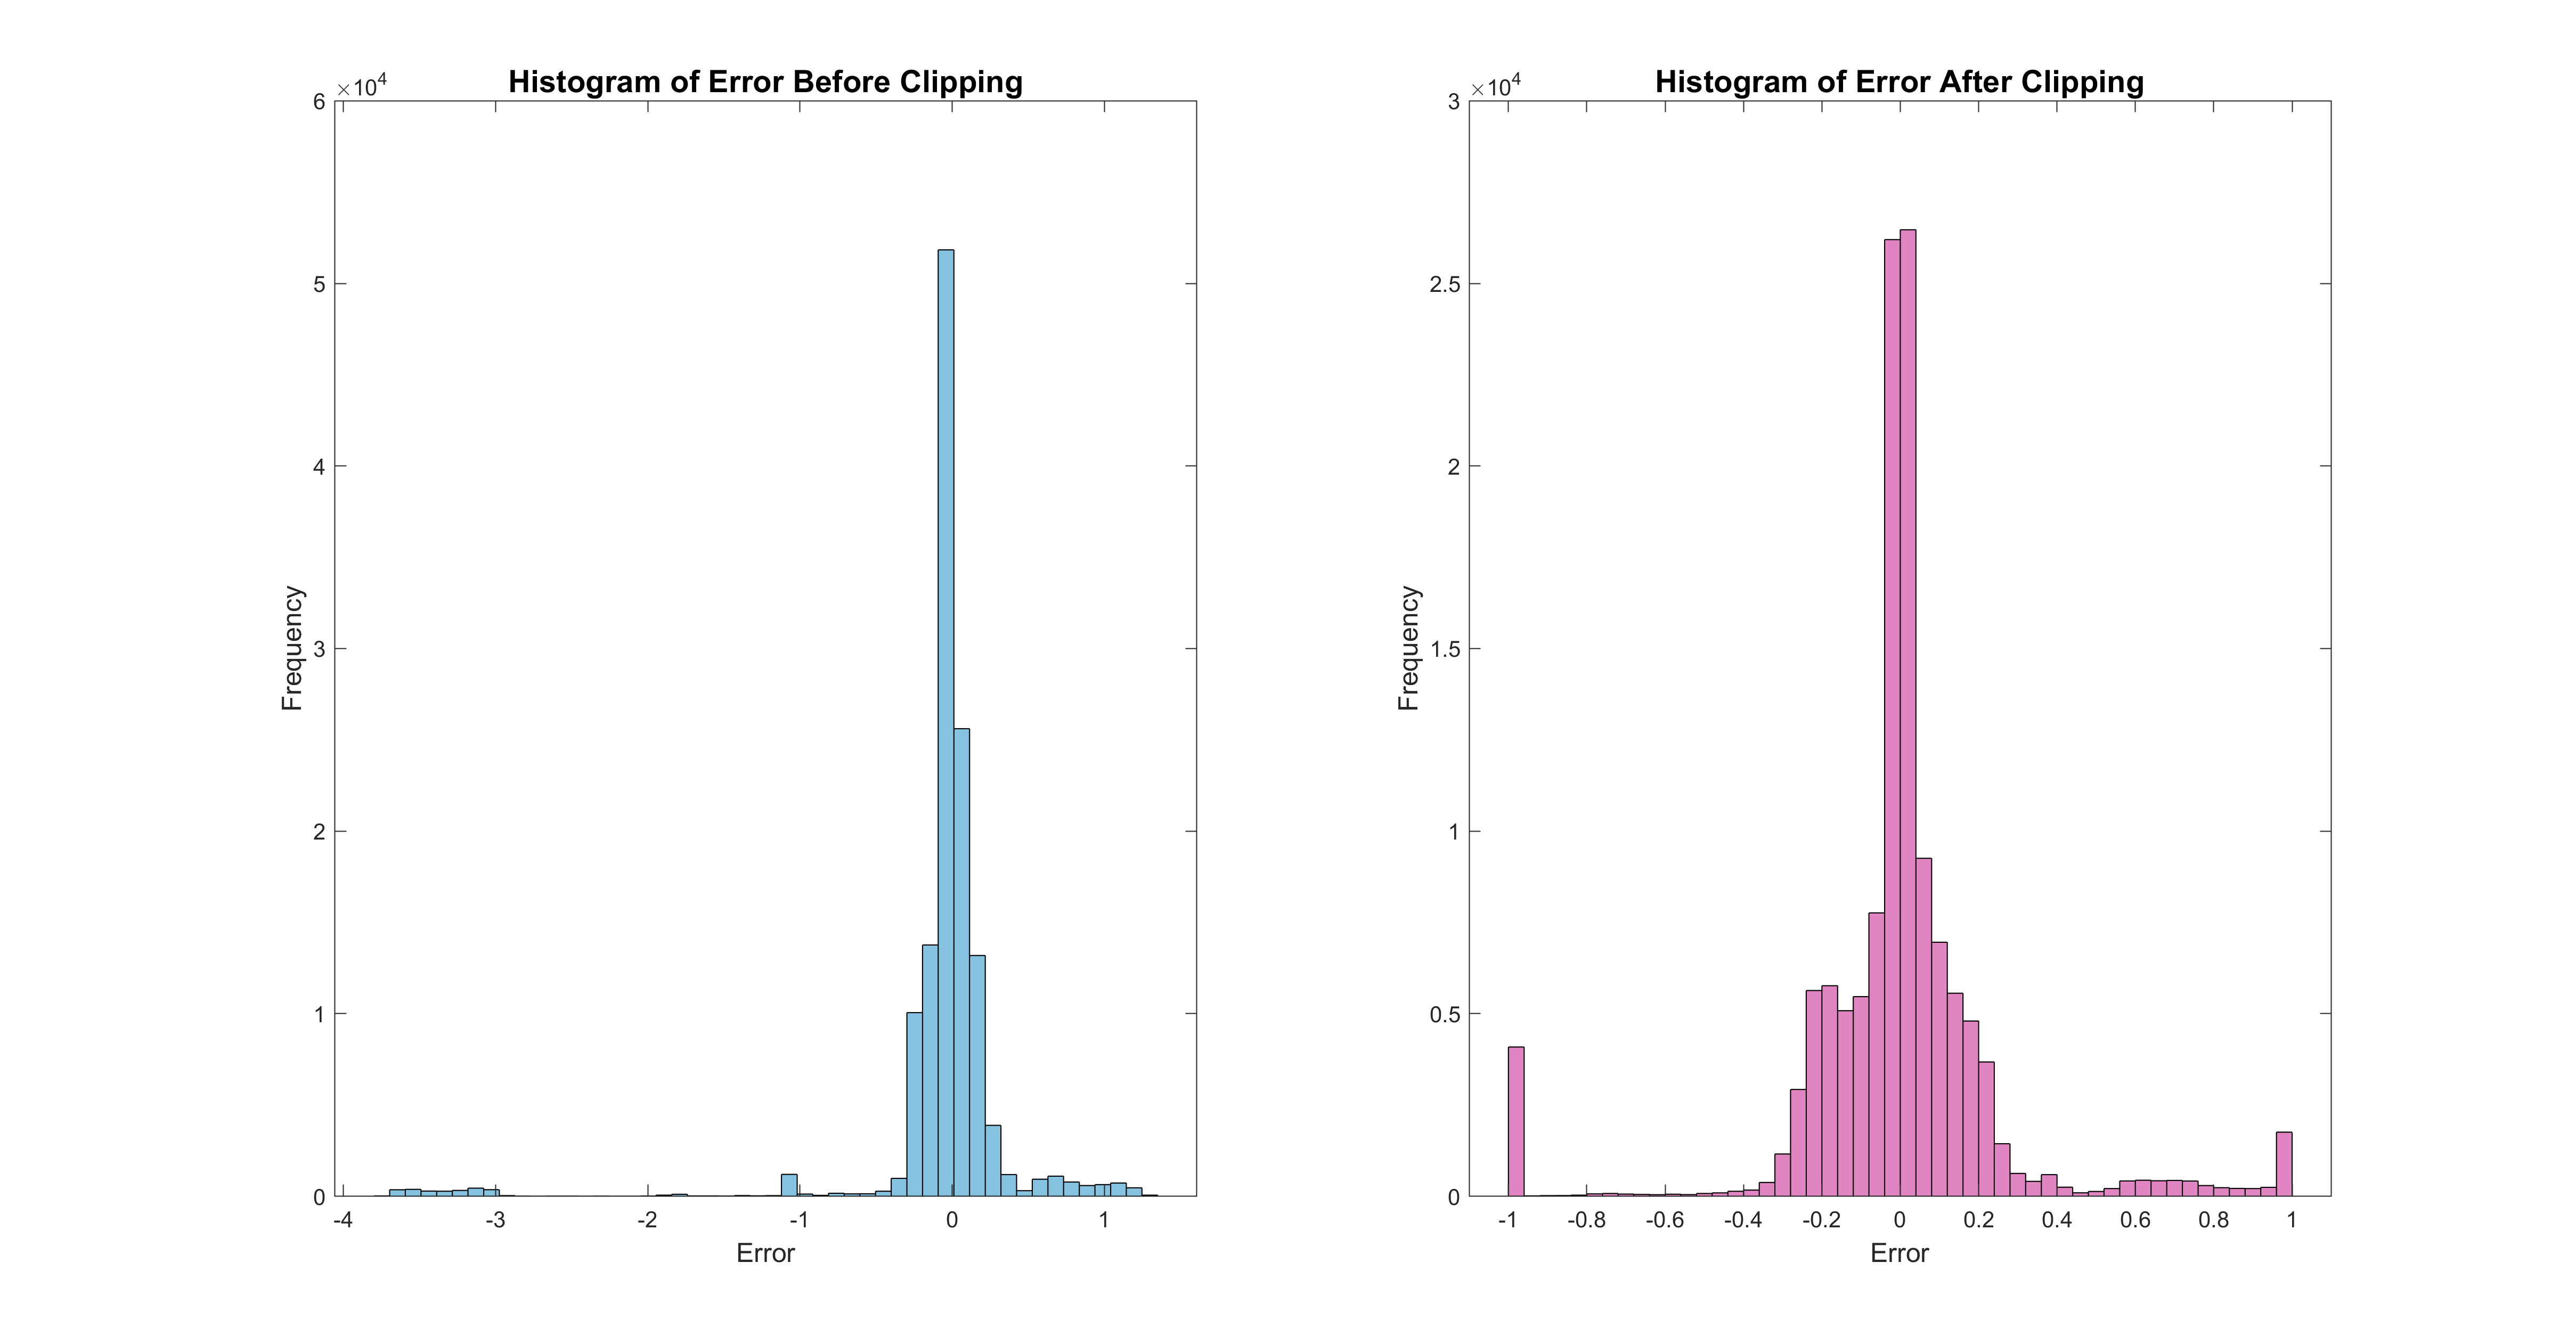 Histogram of Error Before Clipping
×10^4
6
5
4
3
2
1
0
Frequency
-4 -3 -2 -1 0 1
Error
Histogram of Error After Clipping
×10^4
3
2.5
2
1.5
1
0.5
0
Frequency
-1 -0.8 -0.6 -0.4 -0.2 0 0.2 0.4 0.6 0.8 1
Error